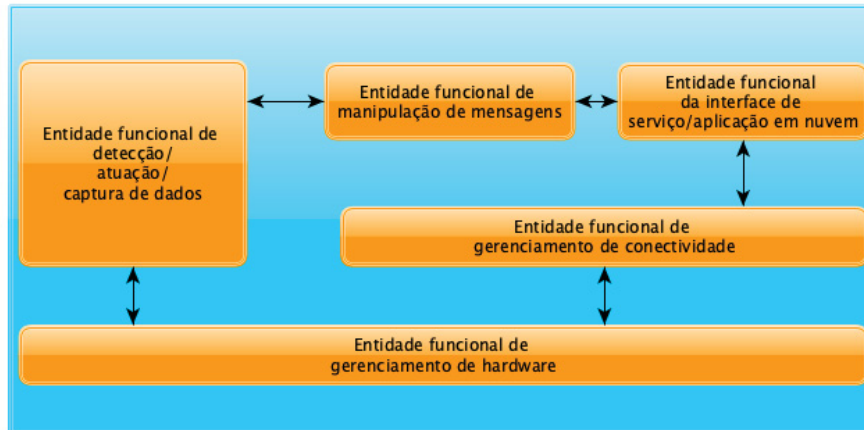 Entidade funcional de
detecção/
atuação/
captura de dados
Entidade funcional de
manipulação de mensagens
Entidade funcional
da interface de
serviço/aplicação em nuvem
Entidade funcional de
gerenciamento de conectividade
Entidade funcional de
gerenciamento de hardware